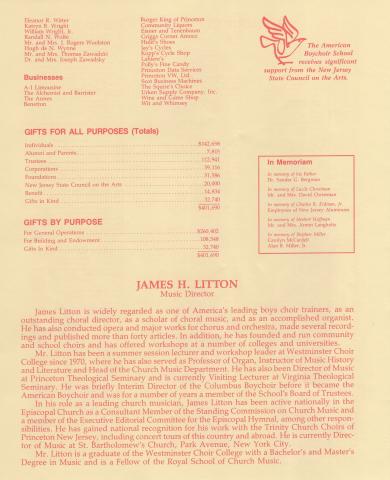 Eleanor R. Witter
Katryn R. Wright
William Wright, Jr.
Randall N. Wolfe
Mr. and Mrs. J. Rogers Woolston
Hugh de N. Wynne
Mr. and Mrs. Thomas Zawadski
Dr. and Mrs. Joseph Zawadsky
Businesses
A-1 Limousine
The Alchemist and Barrister
The Annex
Benetton
Burger King of Princeton
Community Liquors
Eisner and Tenenbaum
Griggs Corner Amoco
Hulit's Shoes
Jay's Cycles
Kopp's Cycle Shop
Lahiere's
Polly's Fine Candy
Princeton Data Services
Princeton VW, Ltd.
Scot Business Machines
The Squire's Choice
Urken Supply Company, Inc.
Wine and Game Shop
Wit and Whimsey
The American
Boychoir School
receives significant
support from the New Jersey
State Council on the Arts.
GIFTS FOR ALL PURPOSES (Totals)
Individuals $142,656
Alumni and Parents 7,815
Trustees 112,941
Corporations 39,116
Foundations 31,386
New Jersey State Council on the Arts 20,000
Benefit 14,834
Gifts in Kind 32,740
$401,690
GIFTS BY PURPOSE
For General Operations $260,402
For Building and Endowment 108,548
Gifts In Kind 32,740
$401,690
In Memoriam
In memory of his Father
Dr. Sander G. Bergman
In memory of Lucile Christman
Mr. and Mrs. David Christman
In memory of Charles R. Erdman, Jr.
Employees of New Jersey Aluminum
In memory of Herbert Huffman
Mr. and Mrs. Armin Langholtz
In memory of Stephen Miller
Carolyn McCardell
Alan B. Miller, Jr.
JAMES H. LITTON
Music Director
James Litton is widely regarded as one of America's leading boys choir trainers, as an
outstanding choral director, as a scholar of choral music, and as an accomplished organist.
He has also conducted opera and major works for chorus and orchestra, made several record-
ings and published more than forty articles. In addition, he has founded and run community
and school choirs and has offered workshops at a number of colleges and universities.
Mr. Litton has been a summer session lecturer and workshop leader at Westminster Choir
College since 1970, where he has also served as Professor of Organ, Instructor of Music History
and Literature and Head of the Church Music Department. He has also been Director of Music
at Princeton Theological Seminary and is currently Visiting Lecturer at Virginia Theological
Seminary. He was briefly Interim Director of the Columbus Boychoir before it became the
American Boychoir and was for a number of years a member of the School's Board of Trustees.
In his role as a leading church musician, James Litton has been active nationally in the
Episcopal Church as a Consultant Member of the Standing Commission on Church Music and
a member of the Executive Editorial Committee for the Episcopal Hymnal, among other respon-
sibilities. He has gained national recognition for his work with the Trinity Church Choirs of
Princeton New Jersey, including concert tours of this country and abroad. He is currently Direc-
tor of Music at St. Bartholomew's Church, Park Avenue, New York City.
Mr. Litton is a graduate of the Westminster Choir College with a Bachelor's and Master's
Degree in Music and is a Fellow of the Royal School of Church Music.